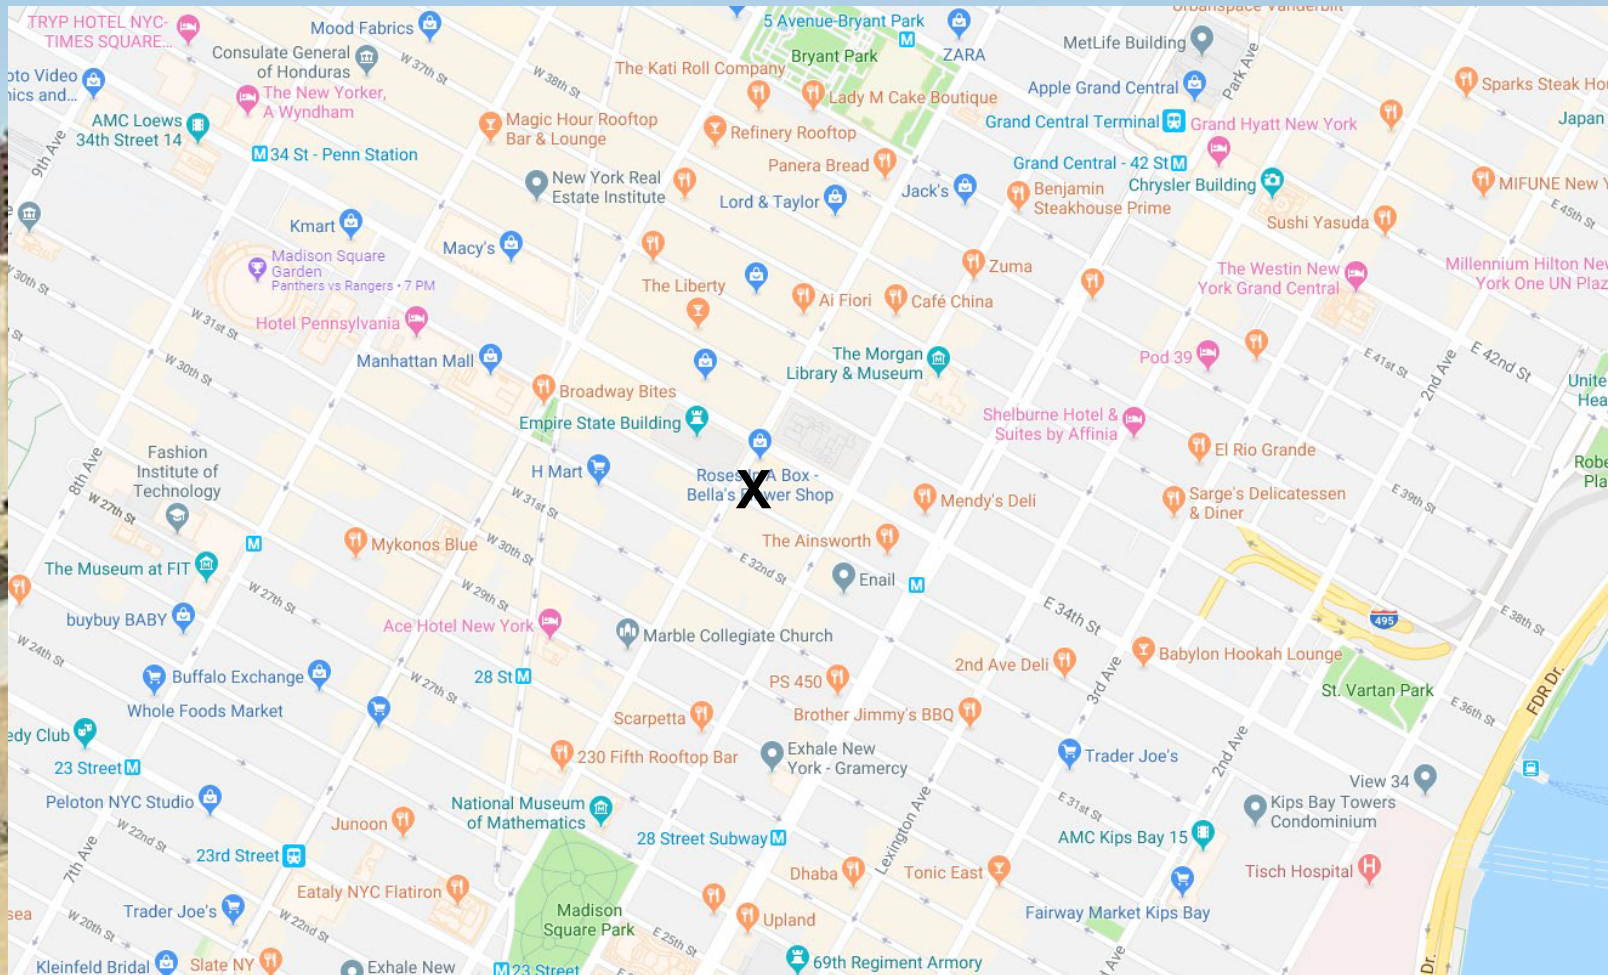 TRYP HOTEL NYC-
TIMES SQUARE...
Mood Fabrics
5 Avenue-Bryant Park
Urbanspace Vanderbilt
Consulate General
of Honduras
W 37th St
W 38th St
Bryant Park
ZARA
MetLife Building
Park Ave
oto Video
nics and...
The New Yorker,
A Wyndham
The Kati Roll Company
Lady M Cake Boutique
Apple Grand Central
Sparks Steak Hou
AMC Loews
34th Street 14
Magic Hour Rooftop
Bar & Lounge
Refinery Rooftop
Grand Central Terminal
Grand Hyatt New York
Japan
9th Ave
34 St - Penn Station
Panera Bread
Grand Central - 42 St
New York Real
Estate Institute
Lord & Taylor
Jack's
Benjamin
Steakhouse Prime
Chrysler Building
MIFUNE New Y
E 45th St
Kmart
Macy's
Sushi Yasuda
Madison Square
Garden
Panthers vs Rangers • 7 PM
W 30th St
Zuma
The Westin New
York Grand Central
Millennium Hilton New
York One UN Plaz
The Liberty
Ai Fiori
Café China
Hotel Pennsylvania
W 31st St
St
Manhattan Mall
W 30th St
The Morgan
Library & Museum
Pod 39
E 41st St
E 42nd St
2nd Ave
Unite
Hea
Broadway Bites
Empire State Building
Shelburne Hotel &
Suites by Affinia
El Rio Grande
Fashion
Institute of
Technology
8th Ave
H Mart
Roses In A Box -
Bella's Flower Shop
X
Robe
Pla
W 27th St
W 31st St
Mendy's Deli
Sarge's Delicatessen
& Diner
E 39th St
Mykonos Blue
W 30th St
The Ainsworth
E 32nd St
Enail
The Museum at FIT
W 27th St
W 29th St
E 34th St
495
E 38th St
buybuy BABY
Ace Hotel New York
Marble Collegiate Church
W 24th St
Buffalo Exchange
28 St
W 27th St
PS 450
2nd Ave Deli
3rd Ave
Babylon Hookah Lounge
St. Vartan Park
FDR Dr.
E 36th St
Whole Foods Market
Scarpetta
Brother Jimmy's BBQ
edy Club
23 Street
230 Fifth Rooftop Bar
Exhale New
York - Gramercy
Trader Joe's
2nd Ave
View 34
Peloton NYC Studio
National Museum
of Mathematics
Lexington Ave
E 31st St
Kips Bay Towers
Condominium
W 22nd St
Junoon
28 Street Subway
AMC Kips Bay 15
7th Ave
23rd Street
Dhaba
Tonic East
Tisch Hospital
Eataly NYC Flatiron
sea
Trader Joe's
W 20th St
W 22nd St
Madison
Square Park
E 25th St
Upland
Fairway Market Kips Bay
Kleinfeld Bridal
Slate NY
Exhale New
23 Street
69th Regiment Armory
d Ave
Dr.